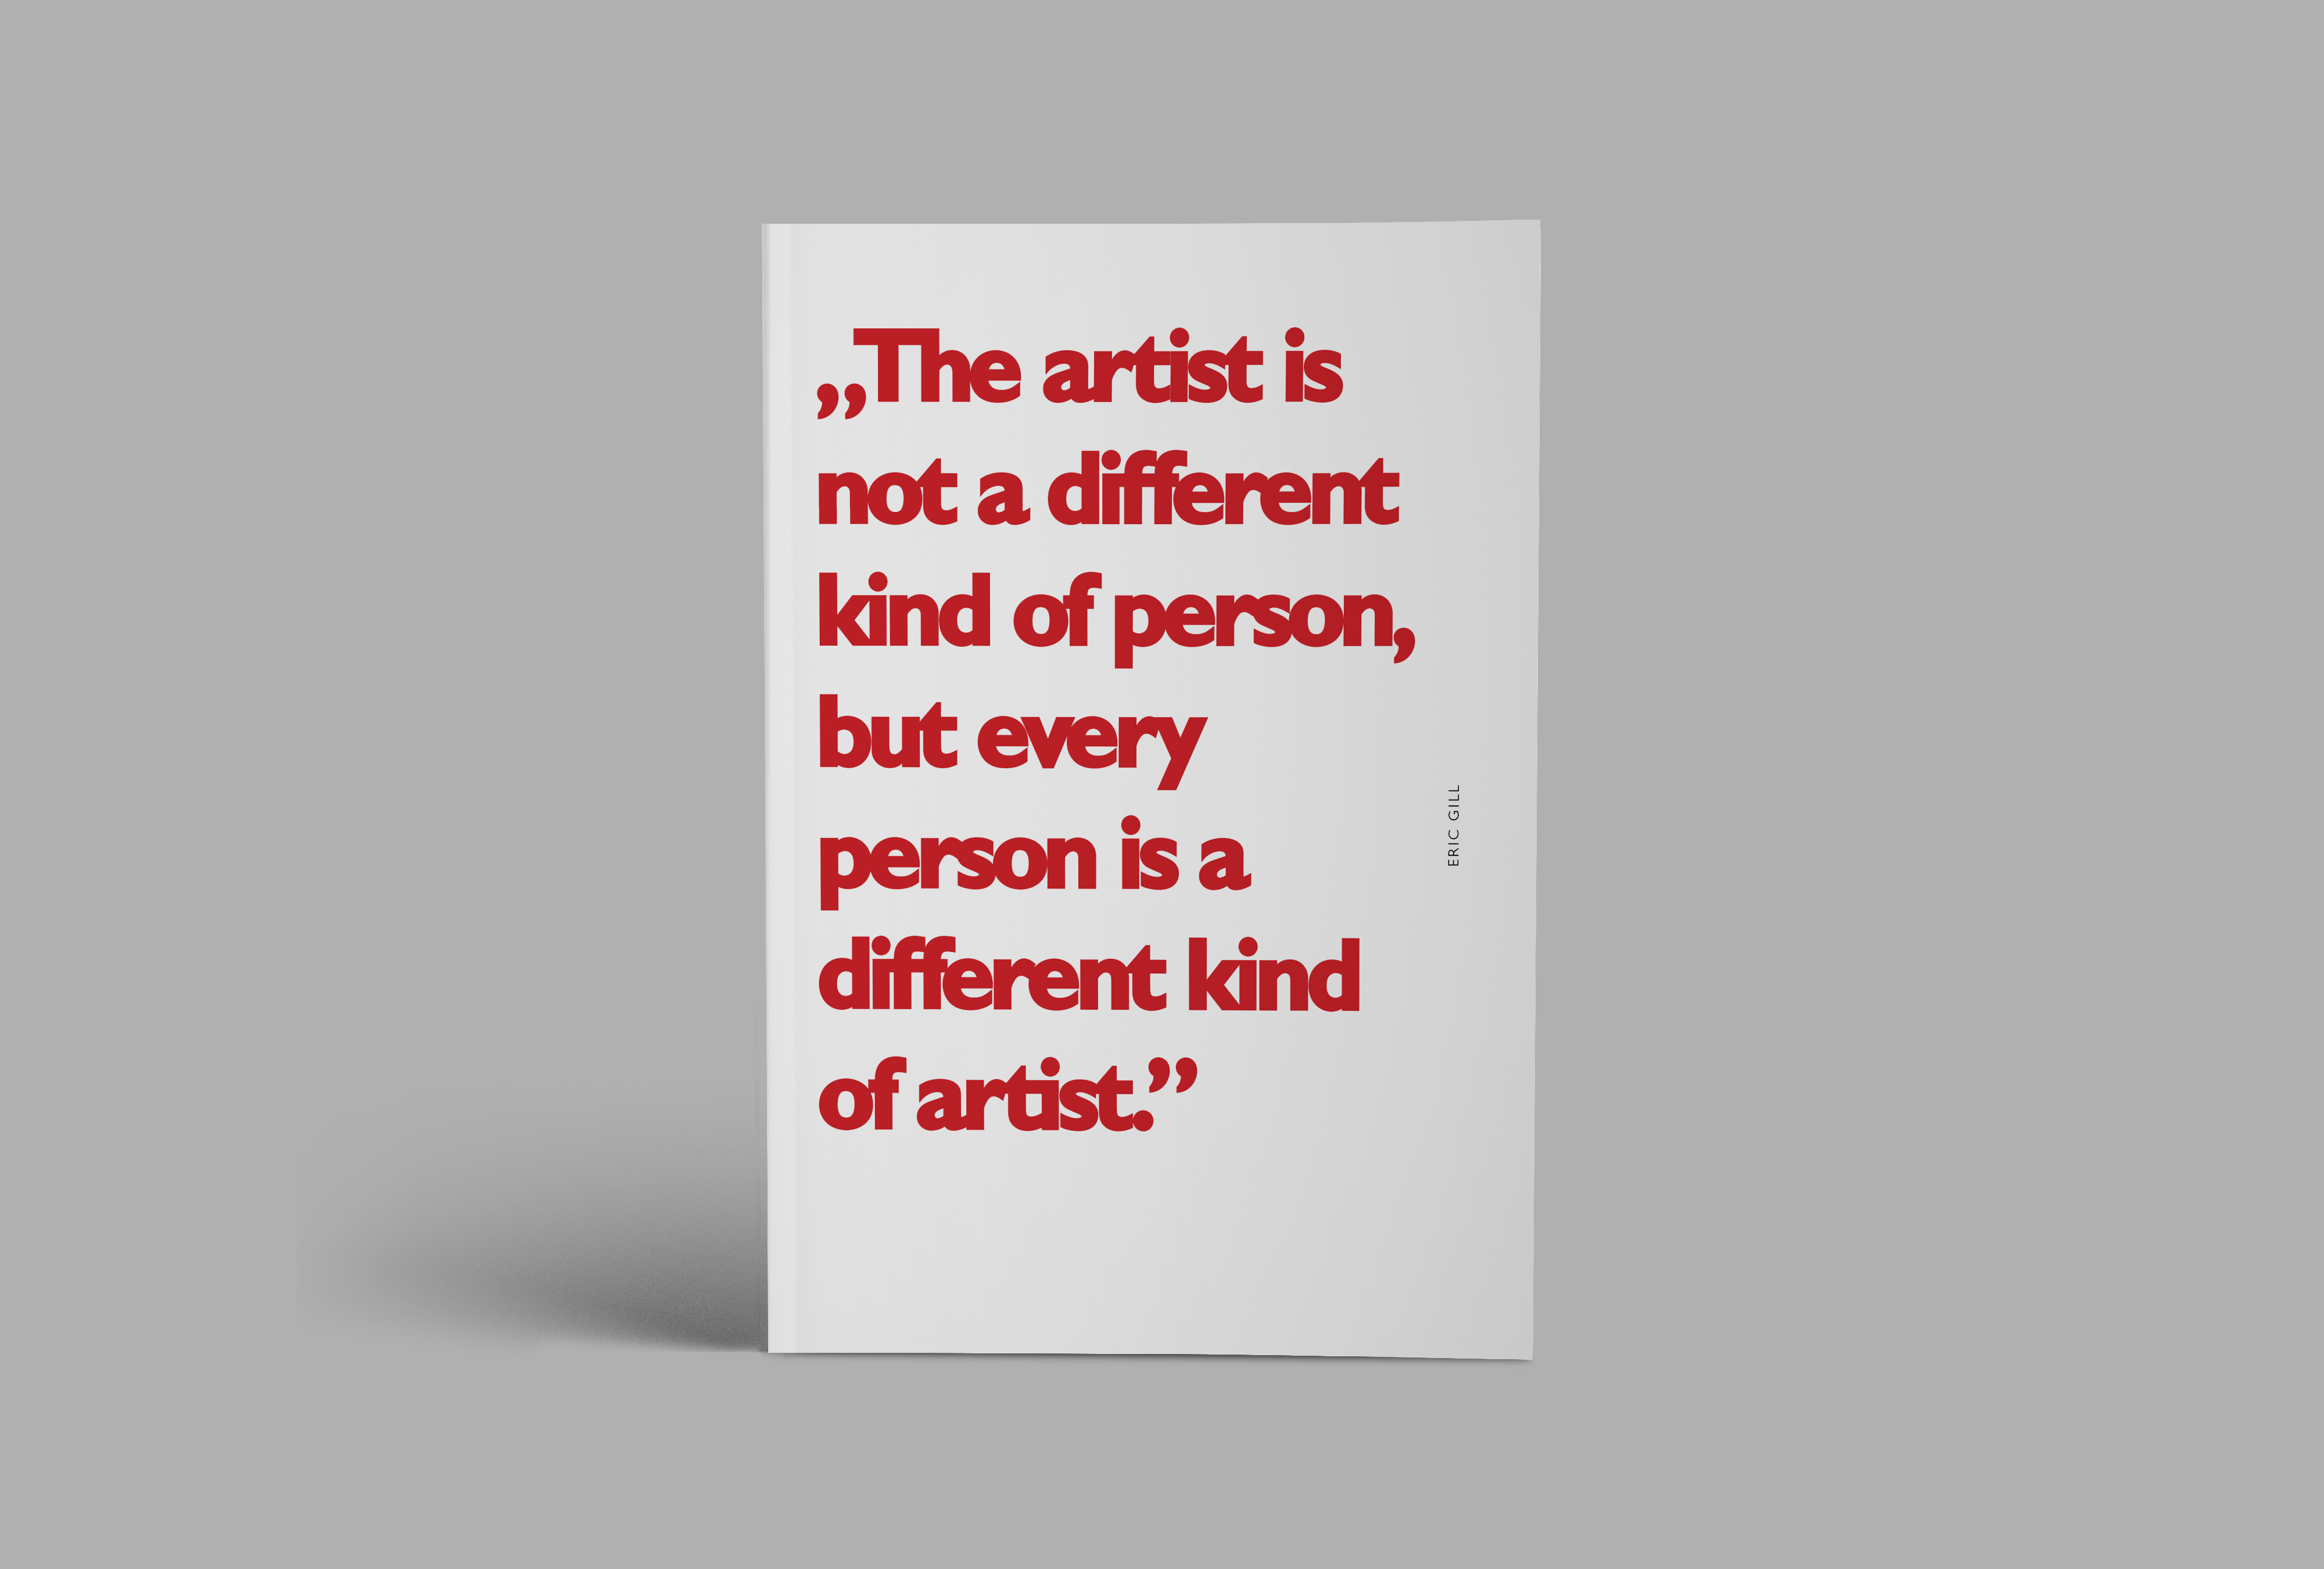 „The artist is
not a different
kind of person,
but every
person is a
different kind
of artist.”
ERIC GILL